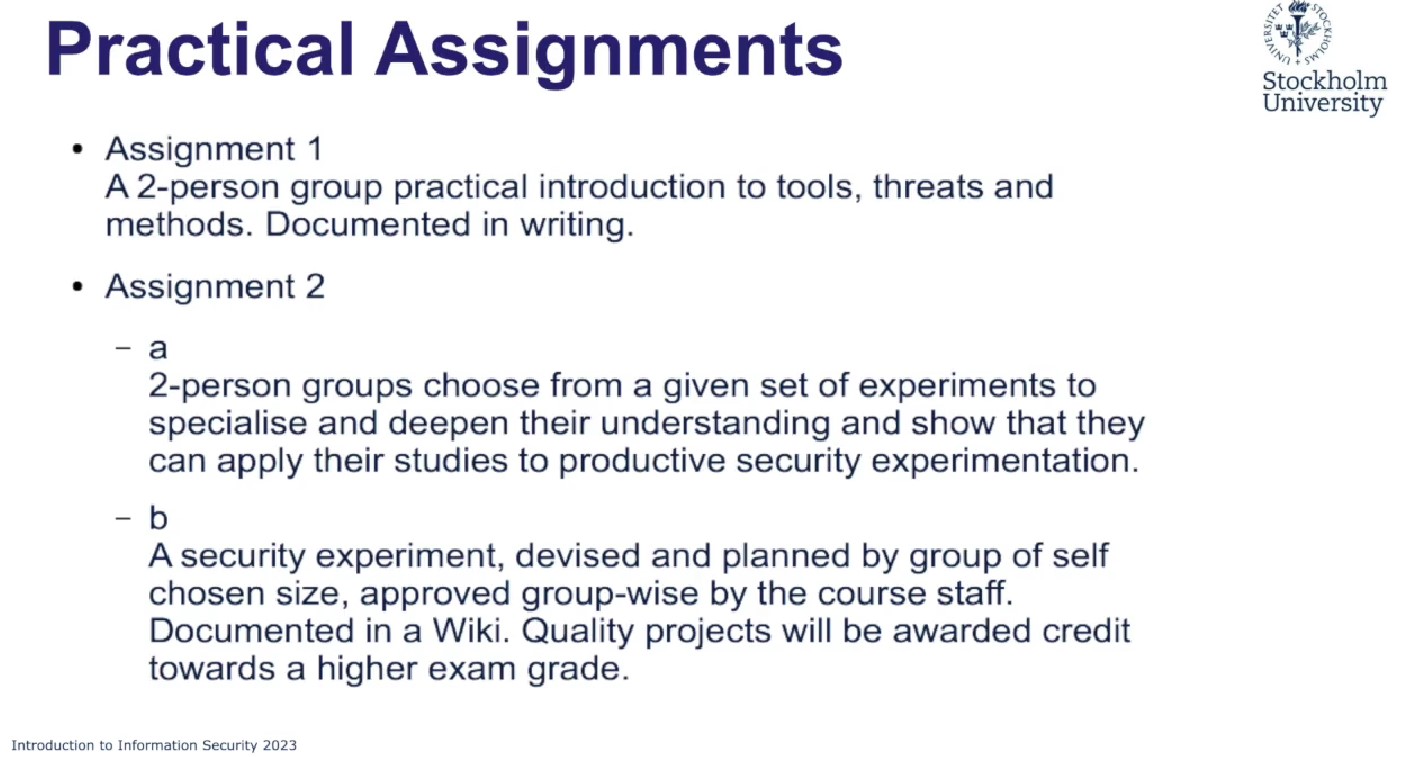 Practical Assignments
Stockholm
University
• Assignment 1
A 2-person group practical introduction to tools, threats and
methods. Documented in writing.
• Assignment 2
– a
2-person groups choose from a given set of experiments to
specialise and deepen their understanding and show that they
can apply their studies to productive security experimentation.
– b
A security experiment, devised and planned by group of self
chosen size, approved group-wise by the course staff.
Documented in a Wiki. Quality projects will be awarded credit
towards a higher exam grade.
Introduction to Information Security 2023